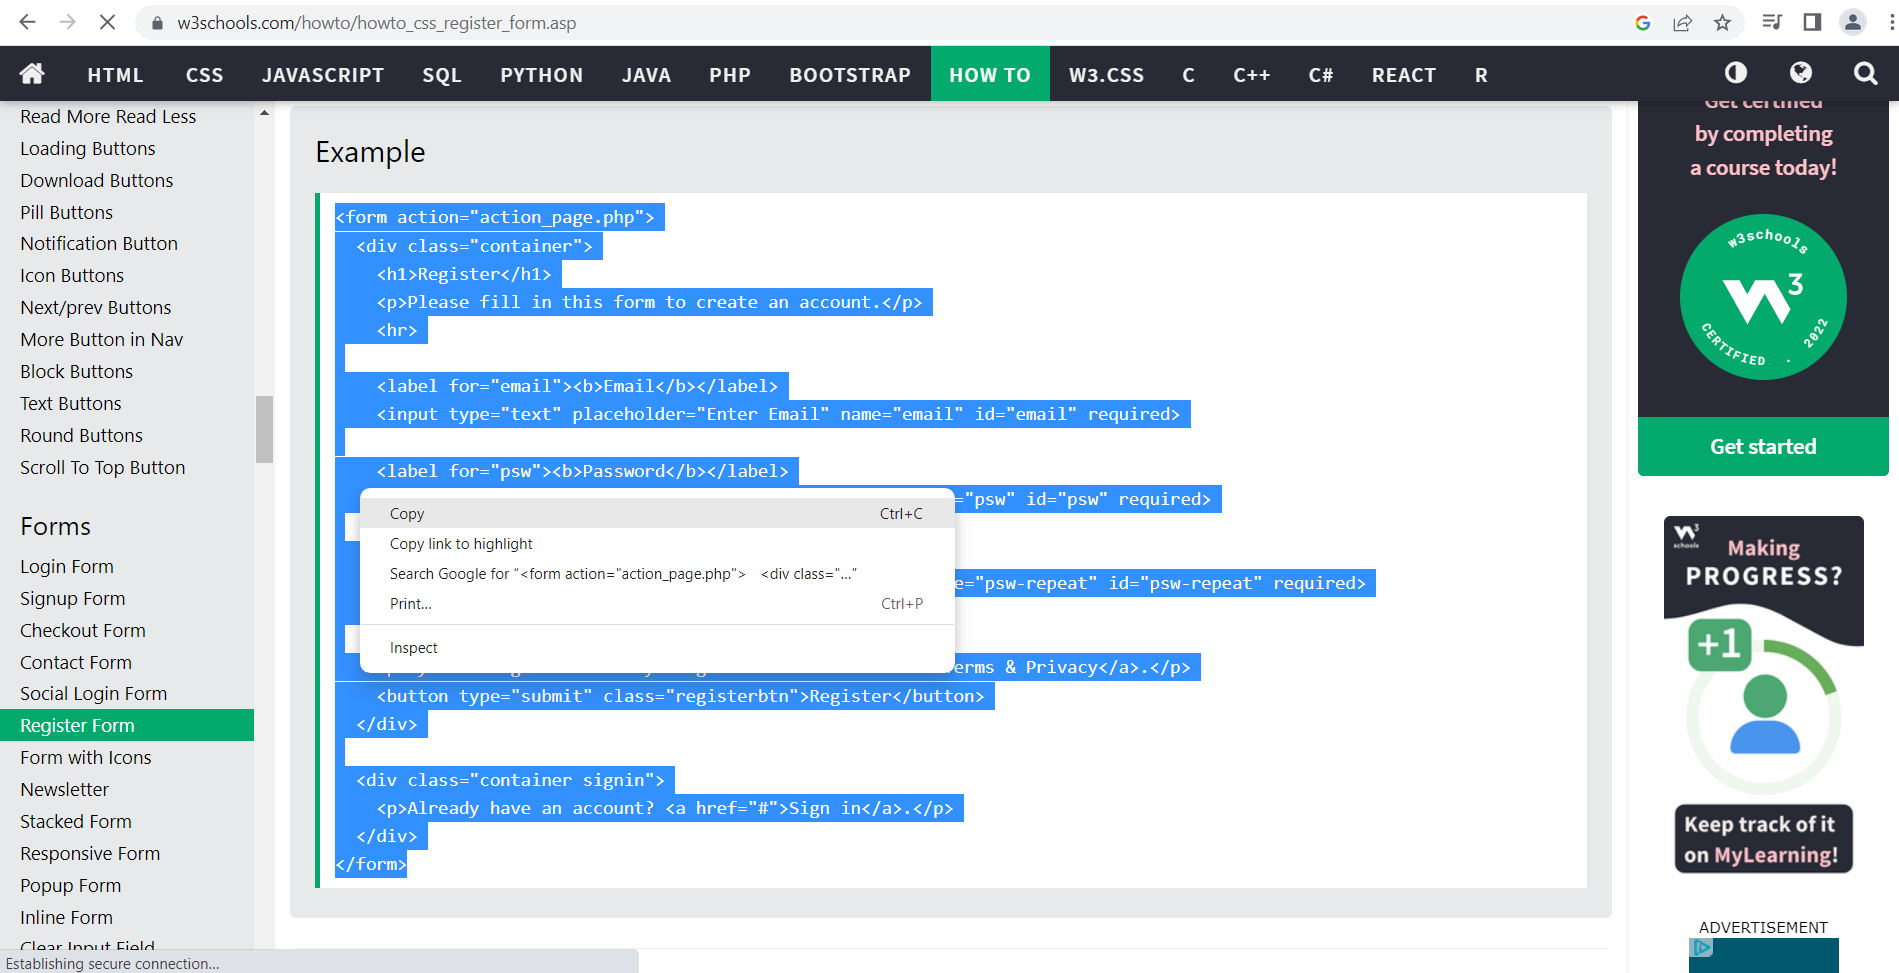 w3schools.com/howto/howto_css_register_form.asp
HTML CSS JAVASCRIPT SQL PYTHON JAVA PHP BOOTSTRAP HOW TO W3.CSS C C++ C# REACT R
Read More Read Less
Loading Buttons
Download Buttons
Pill Buttons
Notification Button
Icon Buttons
Next/prev Buttons
More Button in Nav
Block Buttons
Text Buttons
Round Buttons
Scroll To Top Button
Forms
Login Form
Signup Form
Checkout Form
Contact Form
Social Login Form
Register Form
Form with Icons
Newsletter
Stacked Form
Responsive Form
Popup Form
Inline Form
Clear Input Field
Establishing secure connection...
Example
<form action="action_page.php">
<div class="container">
<h1>Register</h1>
<p>Please fill in this form to create an account.</p>
<hr>
<label for="email"><b>Email</b></label>
<input type="text" placeholder="Enter Email" name="email" id="email" required>
<label for="psw"><b>Password</b></label>
="psw" id="psw" required>
Copy Ctrl+C
Copy link to highlight
Search Google for “<form action="action_page.php"> <div class="...”
Print... Ctrl+P
Inspect
e="psw-repeat" id="psw-repeat" required>
erms & Privacy</a>.</p>
<button type="submit" class="registerbtn">Register</button>
</div>
<div class="container signin">
<p>Already have an account? <a href="#">Sign in</a>.</p>
</div>
</form>
Get certified
by completing
a course today!
w3schools
W3
CERTIFIED . 2022
Get started
W3
schools
Making
PROGRESS?
+1
Keep track of it
on MyLearning!
ADVERTISEMENT